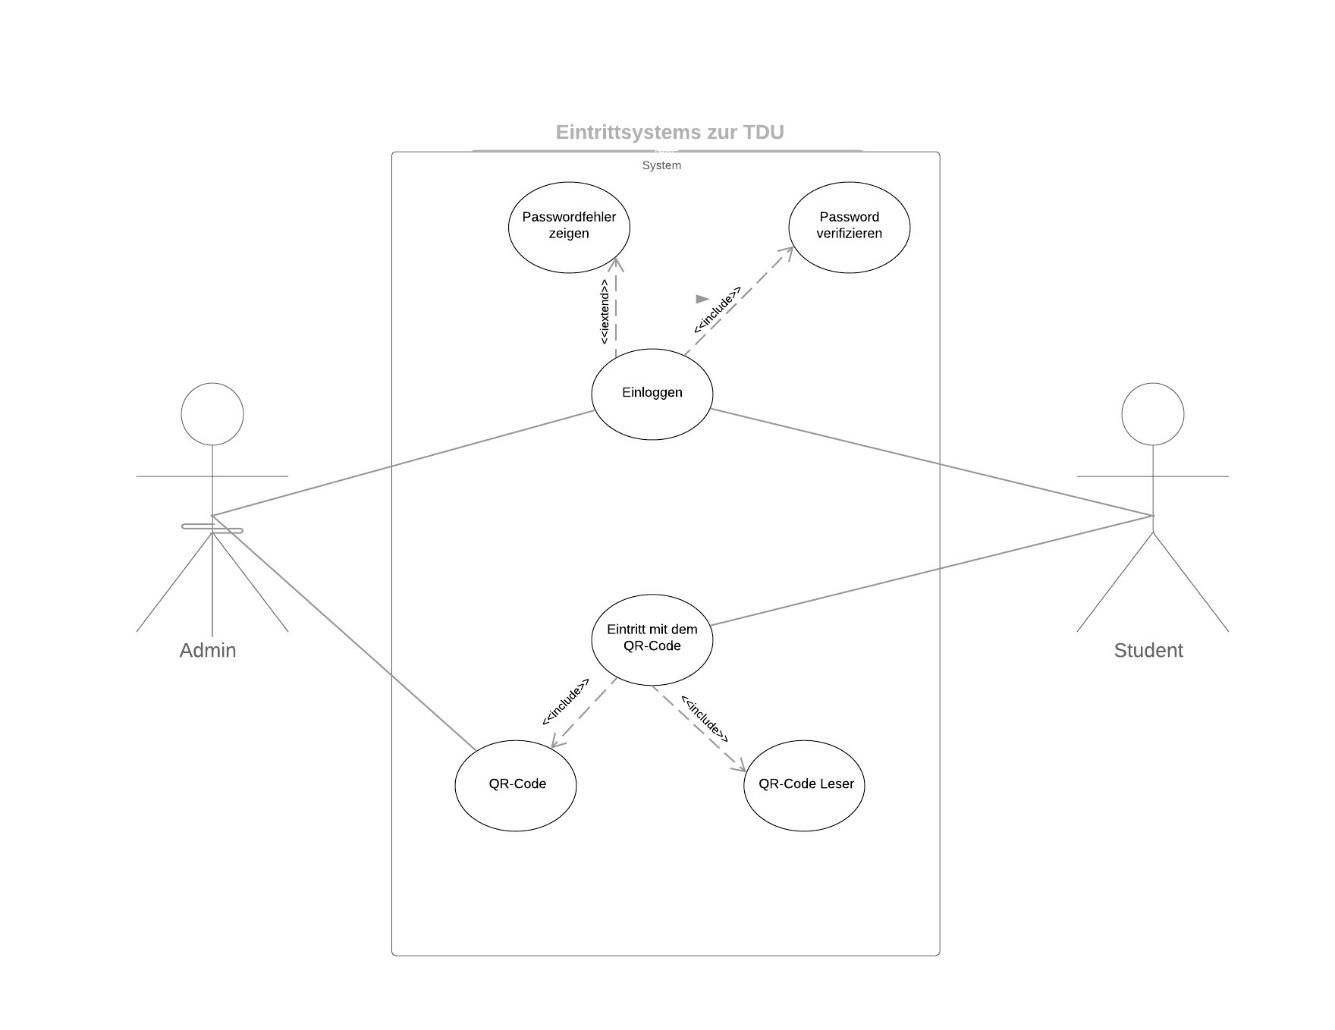 Eintrittsystems zur TDU
System
Passwordfehler
zeigen
Password
verifizieren
<<iextend>>
<<include>>
Einloggen
Eintritt mit dem
QR-Code
Admin
Student
<<include>>
<<include>>
QR-Code
QR-Code Leser